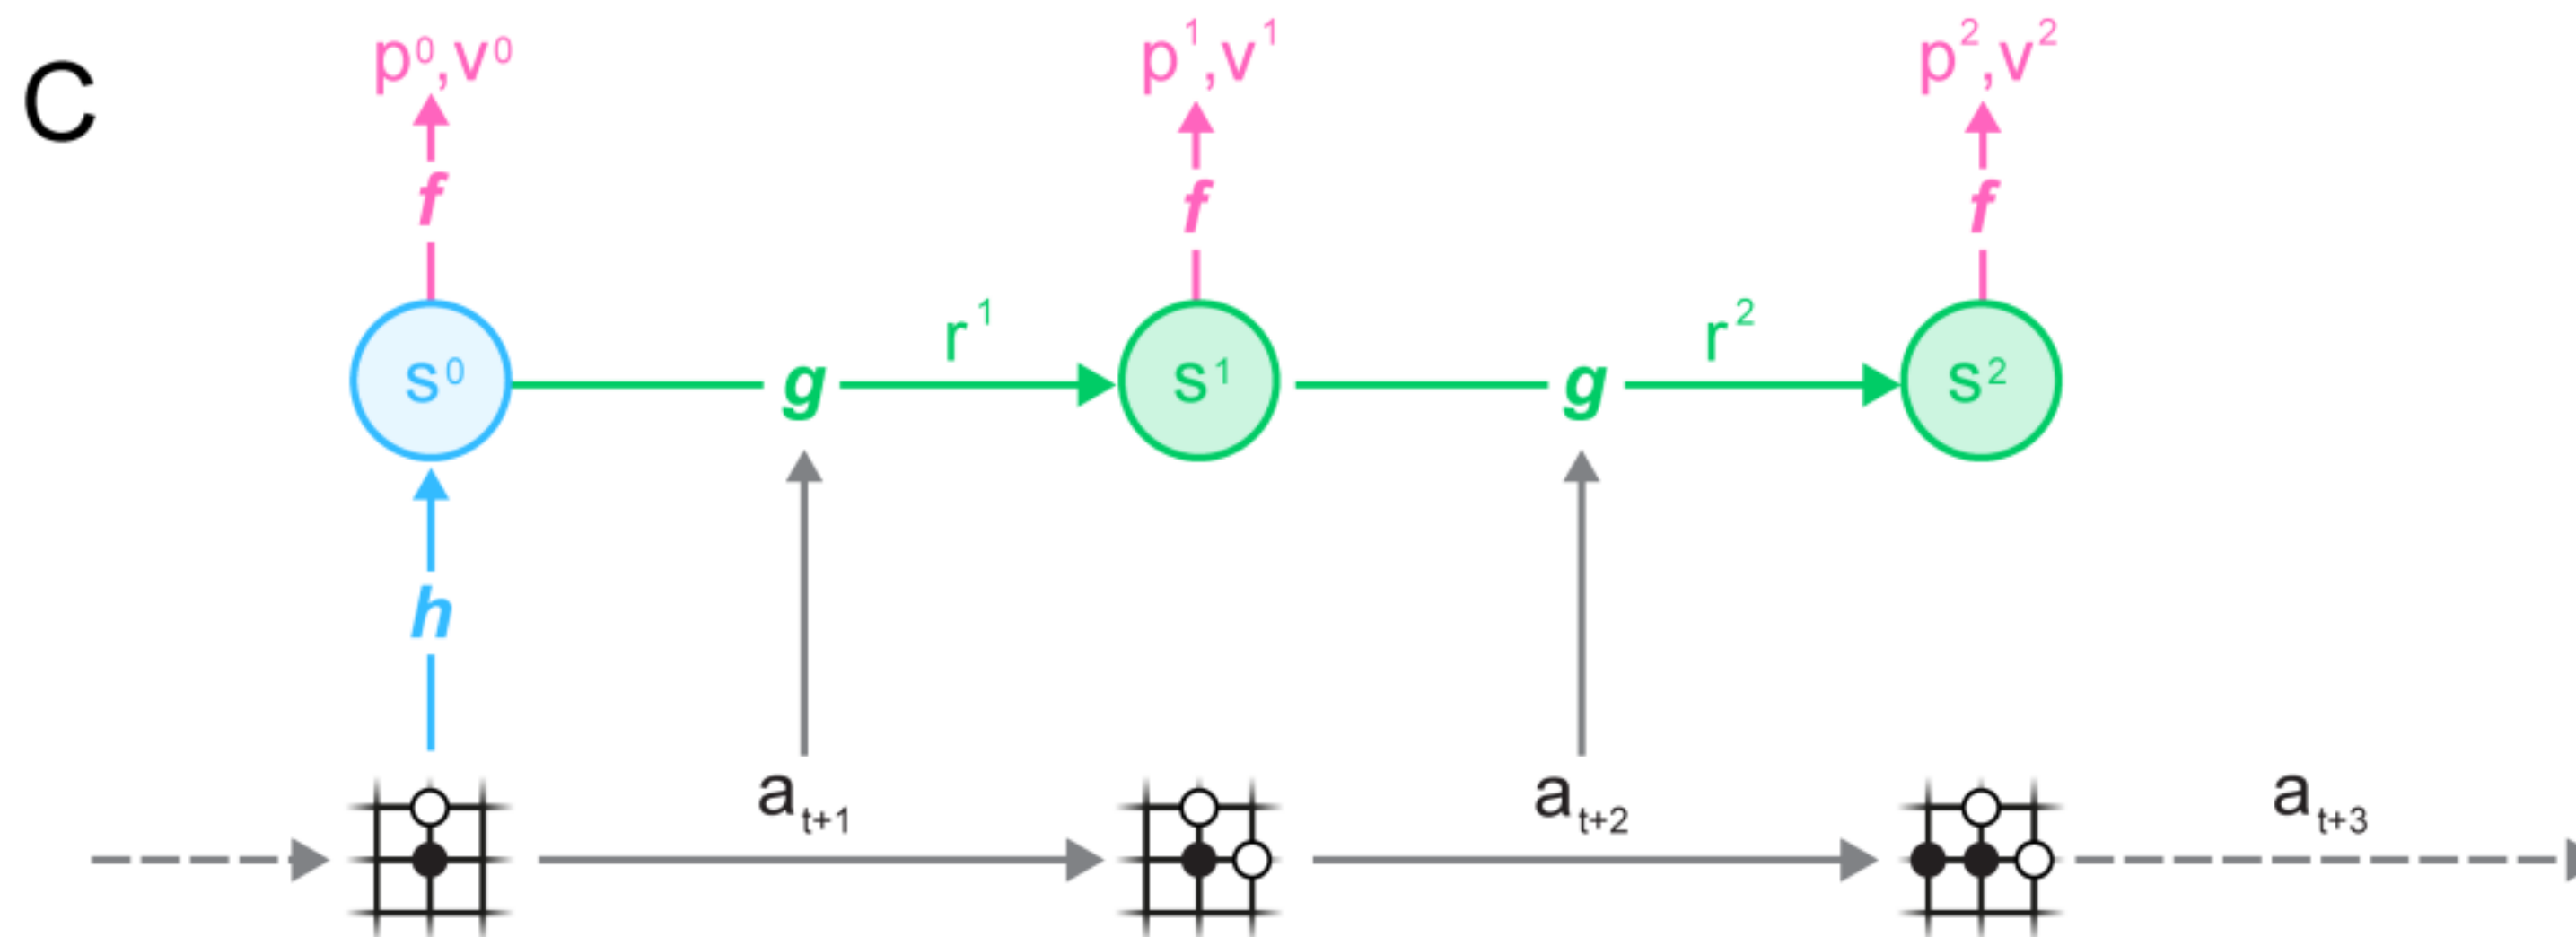 C
p⁰,v⁰ p¹,v¹ p²,v²
f f f
r¹ r²
s⁰ g s¹ g s²
h
aₜ₊₁ aₜ₊₂ aₜ₊₃